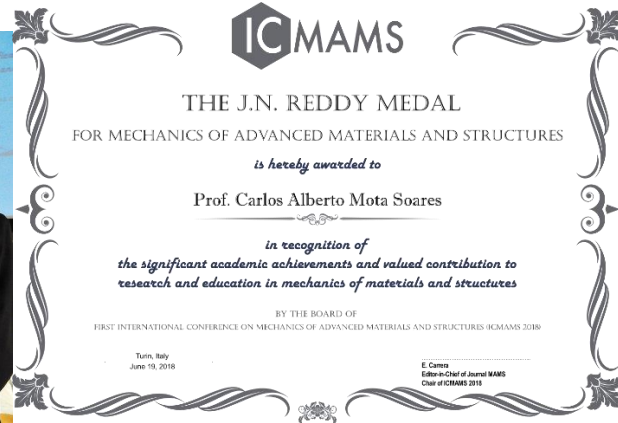 ICMAMS
THE J.N. REDDY MEDAL
FOR MECHANICS OF ADVANCED MATERIALS AND STRUCTURES
is hereby awarded to
Prof. Carlos Alberto Mota Soares
in recognition of
the significant academic achievements and valued contribution to
research and education in mechanics of materials and structures
BY THE BOARD OF
FIRST INTERNATIONAL CONFERENCE ON MECHANICS OF ADVANCED MATERIALS AND STRUCTURES (ICMAMS 2018)
Turin, Italy
June 19, 2018
E. Carrera
Editor-in-Chief of Journal MAMS
Chair of ICMAMS 2018